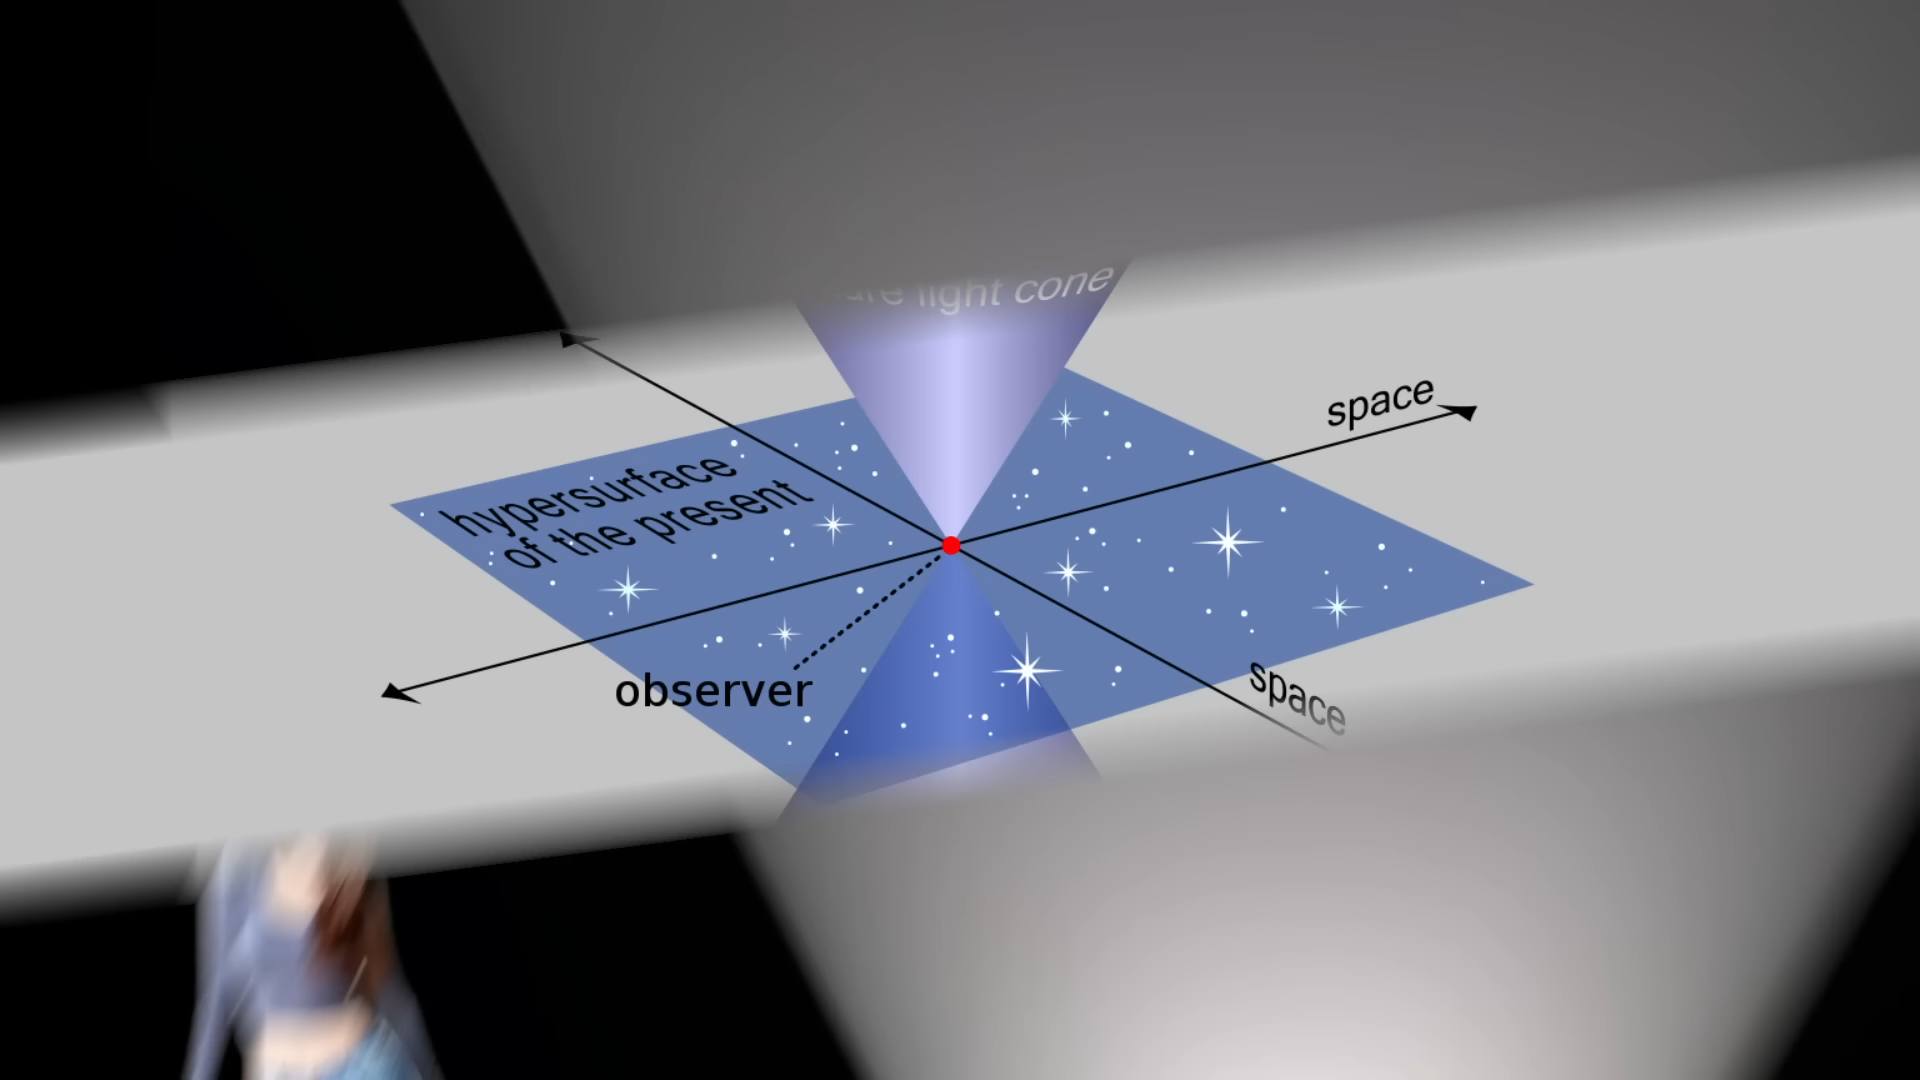 light cone
space
hypersurface
of the present
space
observer